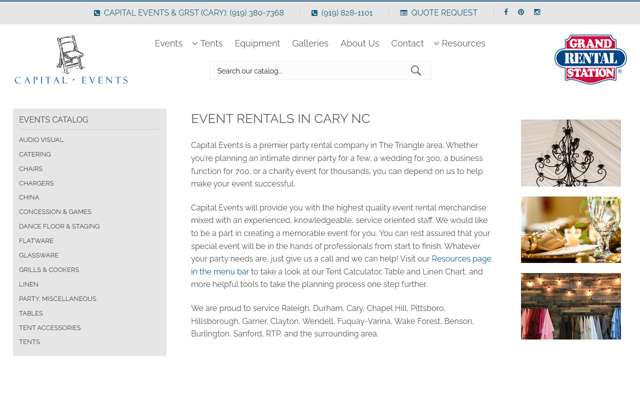 CAPITAL EVENTS & GRST (CARY): (919) 380-7368
(919) 828-1101
QUOTE REQUEST
CAPITAL • EVENTS
Events
Tents
Equipment
Galleries
About Us
Contact
Resources
Search our catalog...
GRAND
RENTAL
STATION
EVENTS CATALOG
AUDIO VISUAL
CATERING
CHAIRS
CHARGERS
CHINA
CONCESSION & GAMES
DANCE FLOOR & STAGING
FLATWARE
GLASSWARE
GRILLS & COOKERS
LINEN
PARTY, MISCELLANEOUS
TABLES
TENT ACCESSORIES
TENTS
EVENT RENTALS IN CARY NC
Capital Events is a premier party rental company in The Triangle area. Whether
you're planning an intimate dinner party for a few, a wedding for 300, a business
function for 700, or a charity event for thousands, you can depend on us to help
make your event successful.
Capital Events will provide you with the highest quality event rental merchandise
mixed with an experienced, knowledgeable, service oriented staff. We would like
to be a part in creating a memorable event for you. You can rest assured that your
special event will be in the hands of professionals from start to finish. Whatever
your party needs are, just give us a call and we can help! Visit our Resources page
in the menu bar to take a look at our Tent Calculator, Table and Linen Chart, and
more helpful tools to take the planning process one step further.
We are proud to service Raleigh, Durham, Cary, Chapel Hill, Pittsboro,
Hillsborough, Garner, Clayton, Wendell, Fuquay-Varina, Wake Forest, Benson,
Burlington, Sanford, RTP, and the surrounding area.